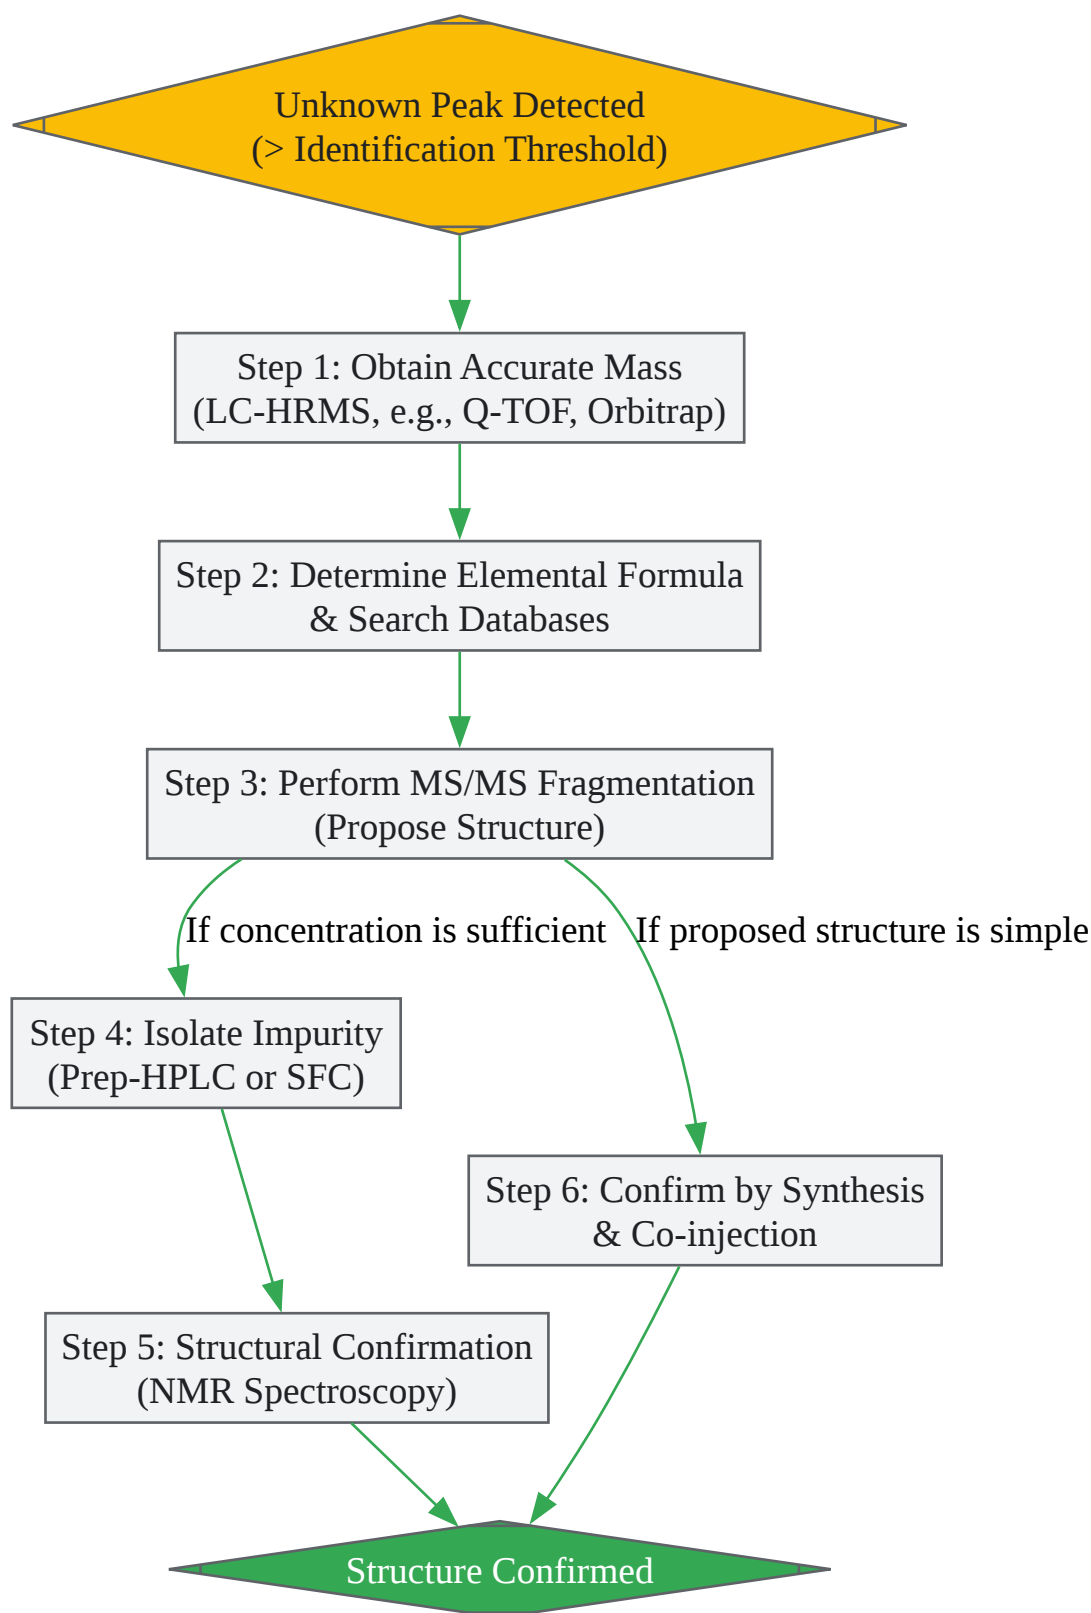 Unknown Peak Detected
(> Identification Threshold)
Step 1: Obtain Accurate Mass
(LC-HRMS, e.g., Q-TOF, Orbitrap)
Step 2: Determine Elemental Formula
& Search Databases
Step 3: Perform MS/MS Fragmentation
(Propose Structure)
If concentration is sufficient
If proposed structure is simple
Step 4: Isolate Impurity
(Prep-HPLC or SFC)
Step 6: Confirm by Synthesis
& Co-injection
Step 5: Structural Confirmation
(NMR Spectroscopy)
Structure Confirmed